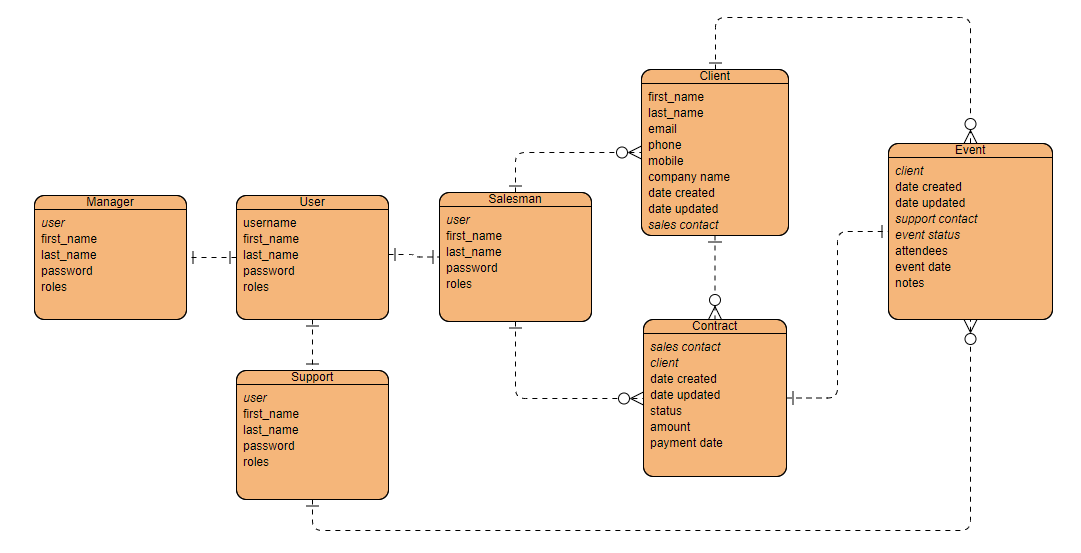 Manager
user
first_name
last_name
password
roles
User
username
first_name
last_name
password
roles
Support
user
first_name
last_name
password
roles
Salesman
user
first_name
last_name
password
roles
Client
first_name
last_name
email
phone
mobile
company name
date created
date updated
sales contact
Contract
sales contact
client
date created
date updated
status
amount
payment date
Event
client
date created
date updated
support contact
event status
attendees
event date
notes